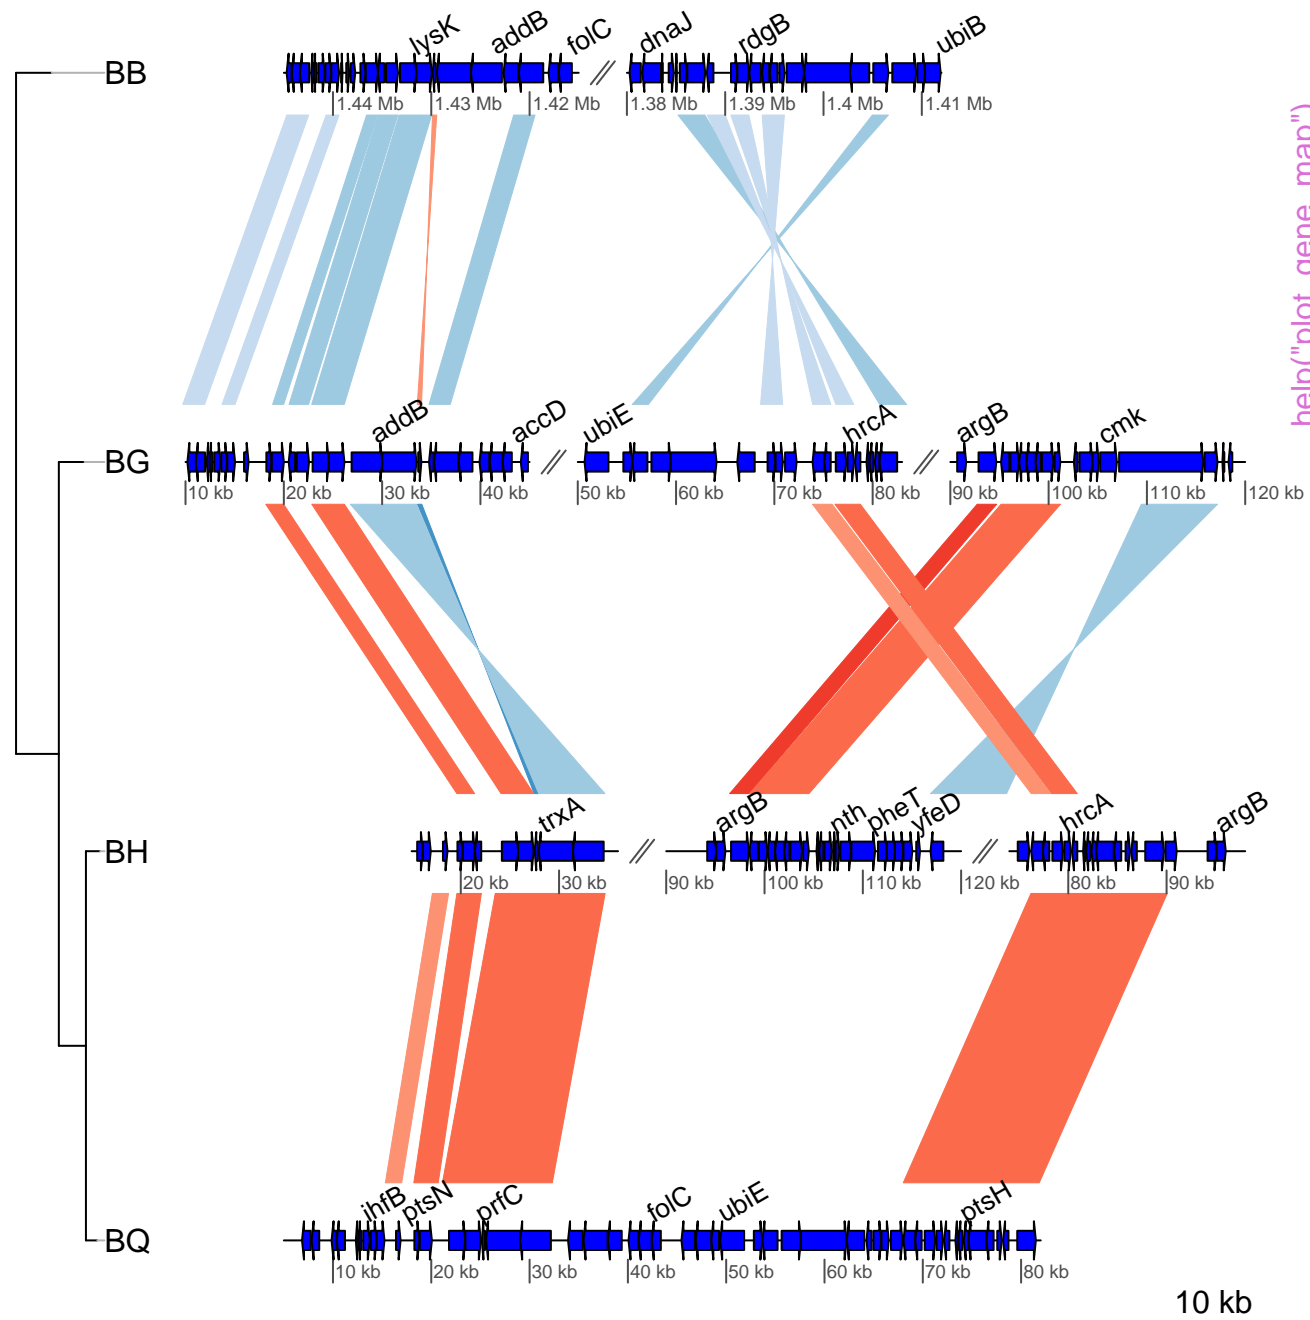 lysK addB folC dnaJ rdgB ubiB
BB
1.44 Mb 1.43 Mb 1.42 Mb 1.38 Mb 1.39 Mb 1.4 Mb 1.41 Mb
help("plot_gene_map")
addB accD ubiE hrcA argB cmk
BG
10 kb 20 kb 30 kb 40 kb 50 kb 60 kb 70 kb 80 kb 90 kb 100 kb 110 kb 120 kb
trxA argB nth pheT yfeD hrcA argB
BH
20 kb 30 kb 90 kb 100 kb 110 kb 120 kb 80 kb 90 kb
ihfB ptsN prfC folC ubiE ptsH
BQ
10 kb 20 kb 30 kb 40 kb 50 kb 60 kb 70 kb 80 kb
10 kb